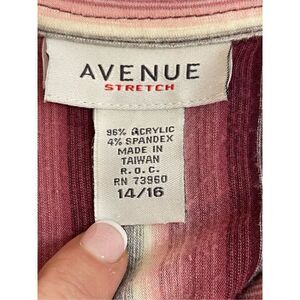 AVENUE
STRETCH
96% ACRYLIC
4% SPANDEX
MADE IN
TAIWAN
R. O. C.
RN 73960
14/16